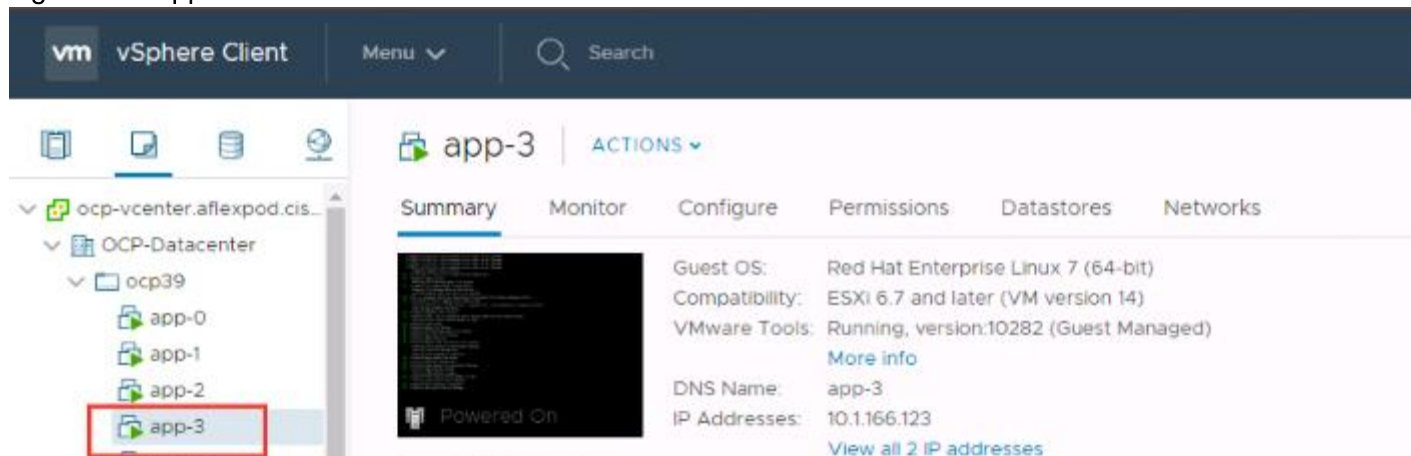 vm vSphere Client Menu Search
app-3 ACTIONS
ocp-vcenter.aflexpod.cis...
OCP-Datacenter
ocp39
app-0
app-1
app-2
app-3
Summary Monitor Configure Permissions Datastores Networks
Powered On
Guest OS: Red Hat Enterprise Linux 7 (64-bit)
Compatibility: ESXi 6.7 and later (VM version 14)
VMware Tools: Running, version:10282 (Guest Managed)
More info
DNS Name: app-3
IP Addresses: 10.1.166.123
View all 2 IP addresses